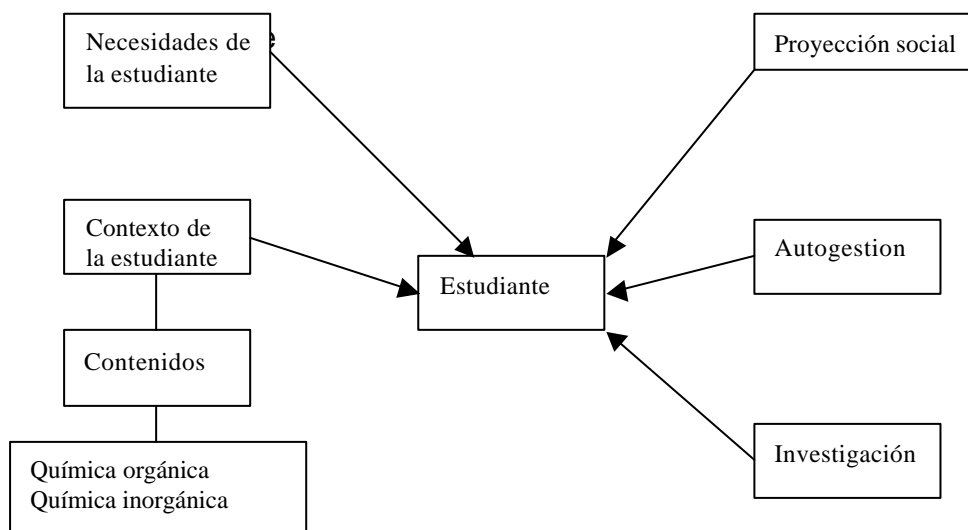 Necesidades de
la estudiante
Proyección social
Contexto de
la estudiante
Estudiante
Autogestion
Contenidos
Química orgánica
Química inorgánica
Investigación